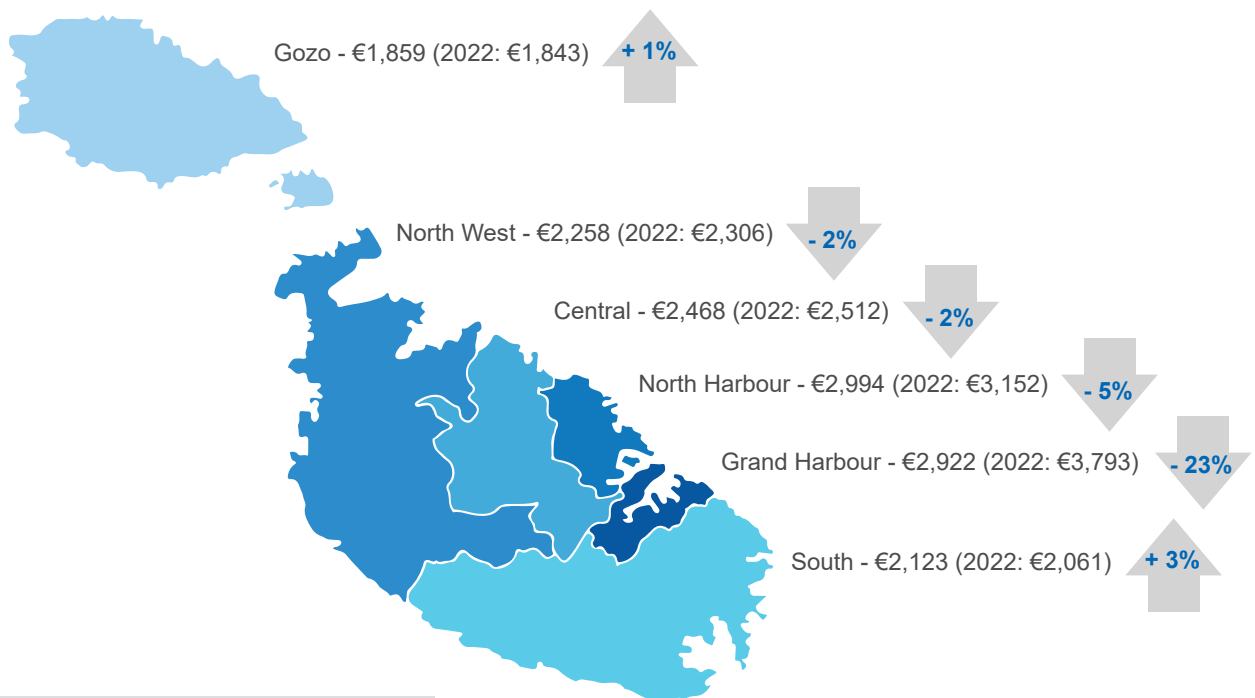 Gozo - €1,859 (2022: €1,843)
+ 1%
North West - €2,258 (2022: €2,306)
- 2%
Central - €2,468 (2022: €2,512)
- 2%
North Harbour - €2,994 (2022: €3,152)
- 5%
Grand Harbour - €2,922 (2022: €3,793)
- 23%
South - €2,123 (2022: €2,061)
+ 3%